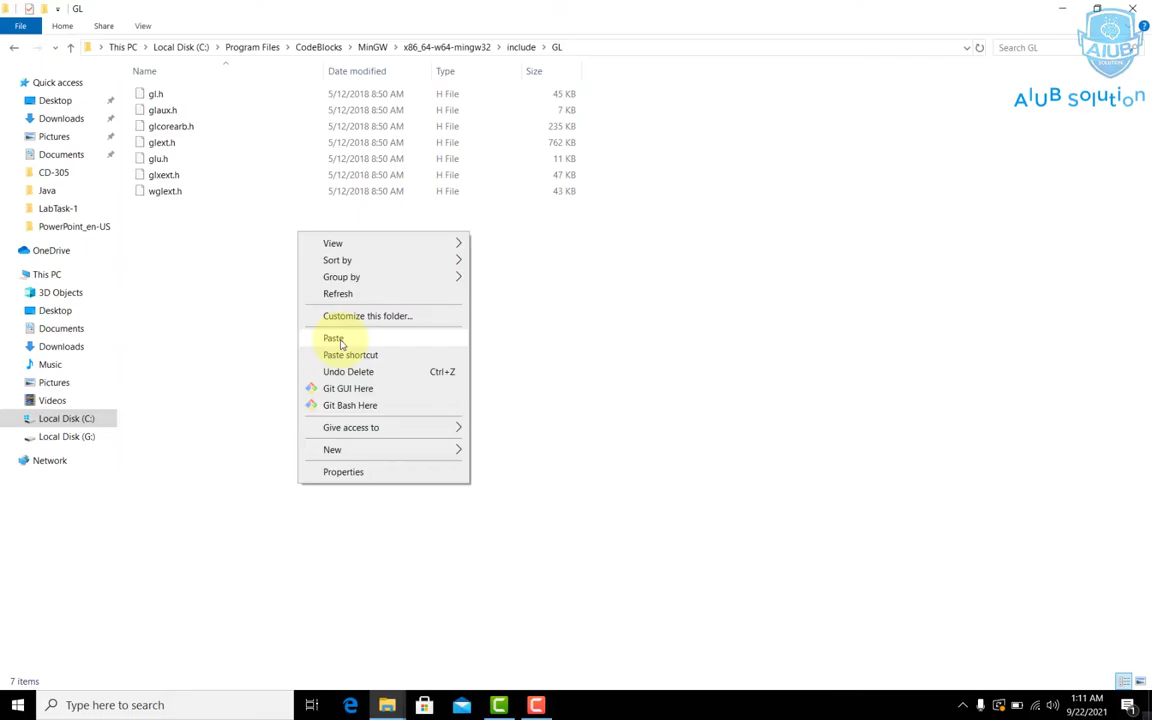 GL
File Home Share View
This PC Local Disk (C:) Program Files CodeBlocks MinGW x86_64-w64-mingw32 include GL Search GL
Name Date modified Type Size
gl.h 5/12/2018 8:50 AM H File 45 KB
glaux.h 5/12/2018 8:50 AM H File 7 KB
glcorearb.h 5/12/2018 8:50 AM H File 235 KB
glext.h 5/12/2018 8:50 AM H File 762 KB
glu.h 5/12/2018 8:50 AM H File 11 KB
glxext.h 5/12/2018 8:50 AM H File 47 KB
wglext.h 5/12/2018 8:50 AM H File 43 KB
Quick access
Desktop
Downloads
Pictures
Documents
CD-305
Java
LabTask-1
PowerPoint_en-US
OneDrive
This PC
3D Objects
Desktop
Documents
Downloads
Music
Pictures
Videos
Local Disk (C:)
Local Disk (G:)
Network
View
Sort by
Group by
Refresh
Customize this folder...
Paste
Paste shortcut
Undo Delete Ctrl+Z
Git GUI Here
Git Bash Here
Give access to
New
Properties
AIUB
SOLUTION
AIUB Solution
7 items
Type here to search
1:11 AM
9/22/2021